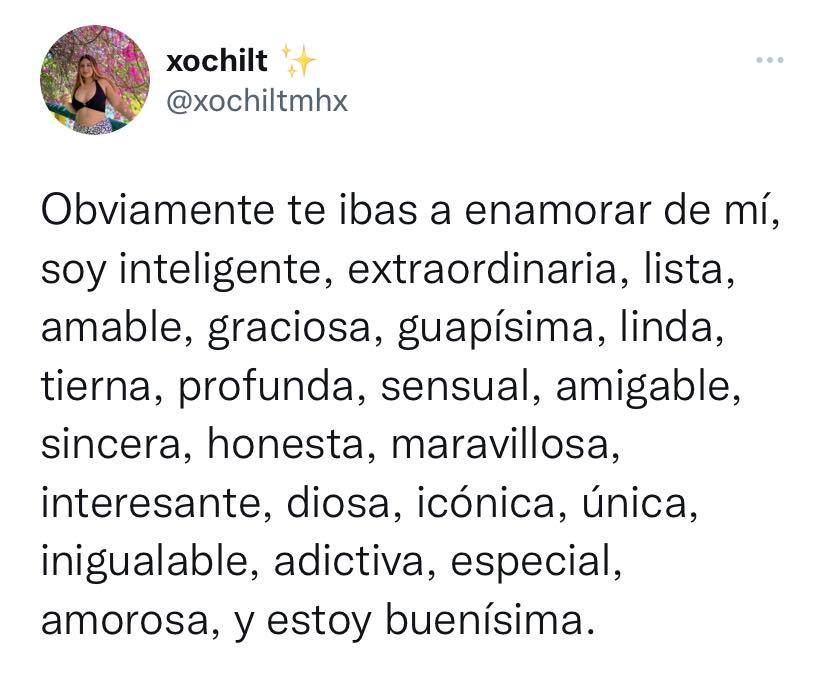 xochilt ✨
@xochiltmhx
Obviamente te ibas a enamorar de mí,
soy inteligente, extraordinaria, lista,
amable, graciosa, guapísima, linda,
tierna, profunda, sensual, amigable,
sincera, honesta, maravillosa,
interesante, diosa, icónica, única,
inigualable, adictiva, especial,
amorosa, y estoy buenísima.